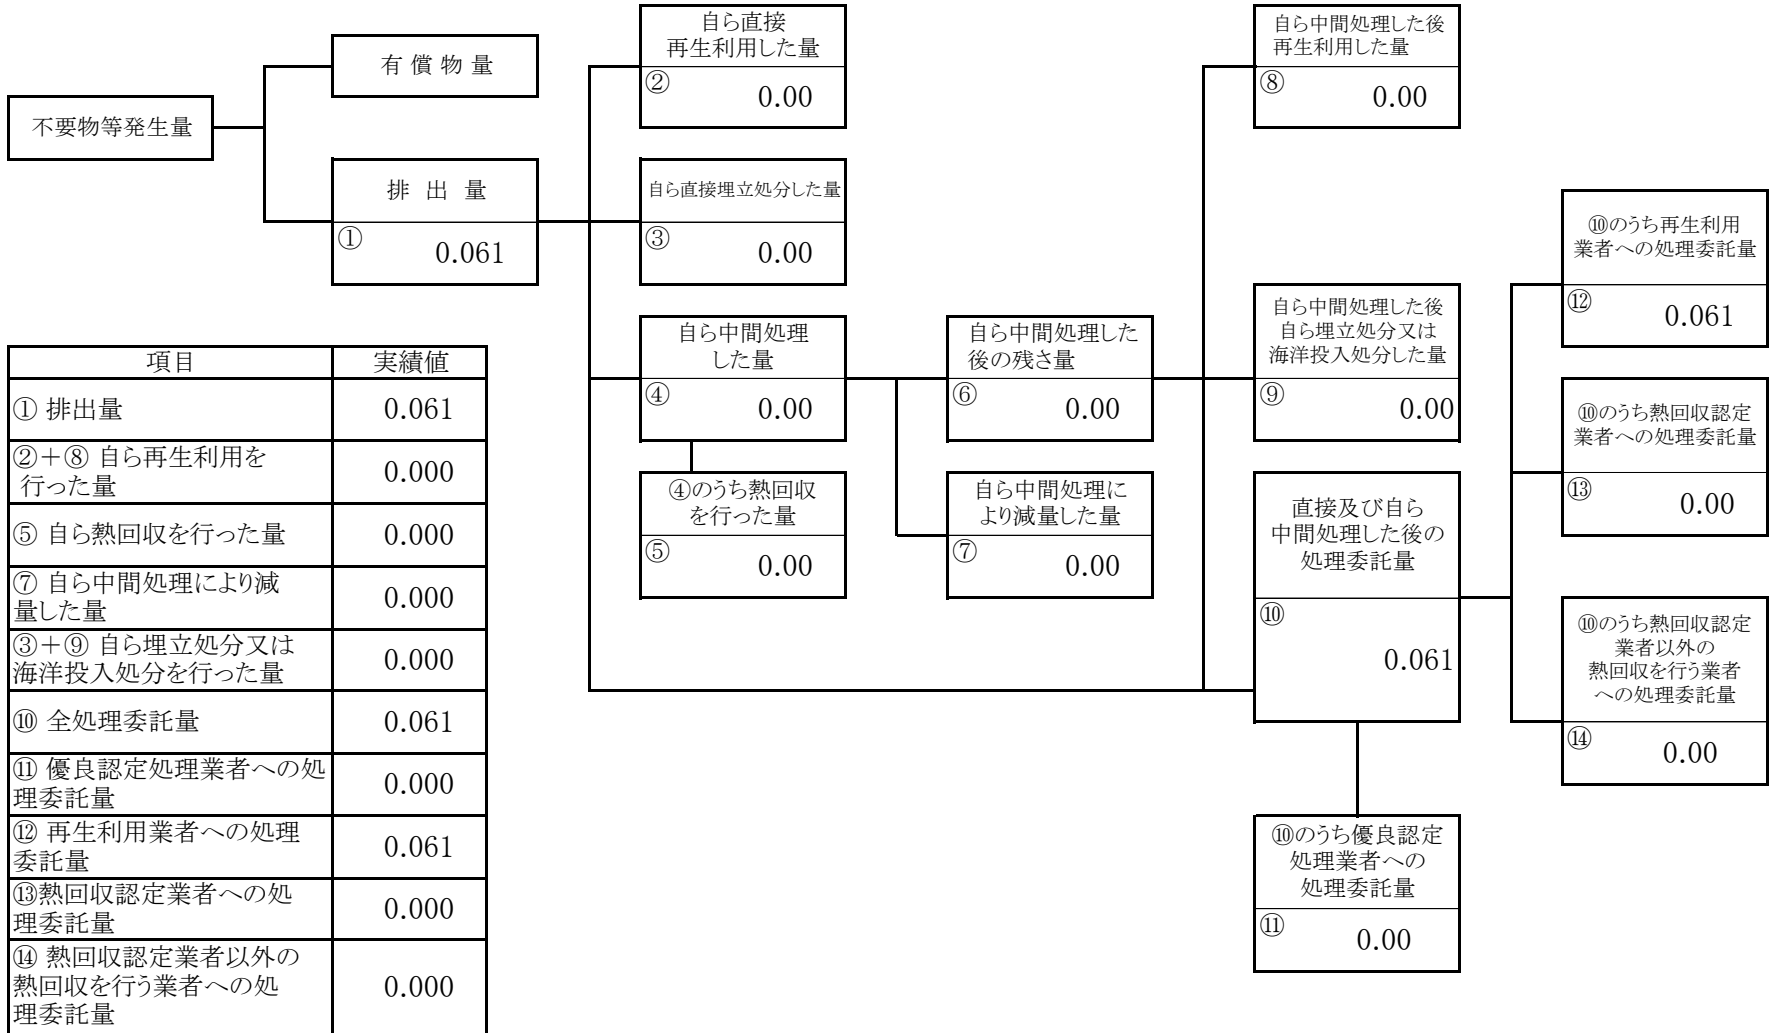 不要物等発生量
有 償 物 量
排 出 量
① 0.061
自ら直接
再生利用した量
② 0.00
自ら直接埋立処分した量
③ 0.00
自ら中間処理
した量
④ 0.00
④のうち熱回収
を行った量
⑤ 0.00
自ら中間処理した
後の残さ量
⑥ 0.00
自ら中間処理に
より減量した量
⑦ 0.00
自ら中間処理した後
再生利用した量
⑧ 0.00
自ら中間処理した後
自ら埋立処分又は
海洋投入処分した量
⑨ 0.00
直接及び自ら
中間処理した後の
処理委託量
⑩
0.061
⑩のうち優良認定
処理業者への
処理委託量
⑪ 0.00
⑩のうち再生利用
業者への処理委託量
⑫ 0.061
⑩のうち熱回収認定
業者への処理委託量
⑬ 0.00
⑩のうち熱回収認定
業者以外の
熱回収を行う業者
への処理委託量
⑭ 0.00
項目 実績値
① 排出量 0.061
②＋⑧ 自ら再生利用を
行った量 0.000
⑤ 自ら熱回収を行った量 0.000
⑦ 自ら中間処理により減
量した量 0.000
③＋⑨ 自ら埋立処分又は
海洋投入処分を行った量 0.000
⑩ 全処理委託量 0.061
⑪ 優良認定処理業者への処
理委託量 0.000
⑫ 再生利用業者への処理
委託量 0.061
⑬熱回収認定業者への処
理委託量 0.000
⑭ 熱回収認定業者以外の
熱回収を行う業者への処
理委託量 0.000